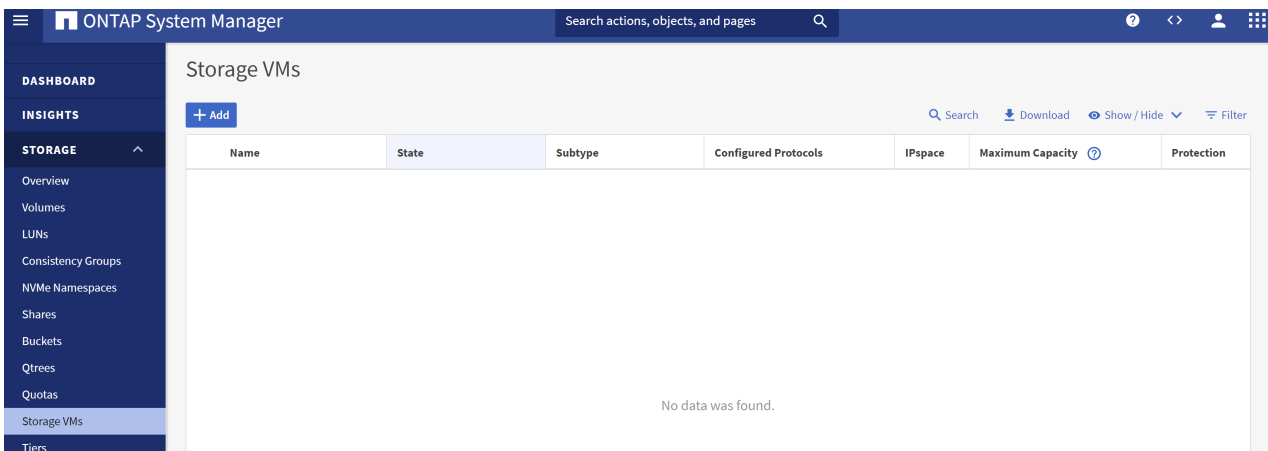 ONTAP System Manager
Search actions, objects, and pages
DASHBOARD
INSIGHTS
STORAGE
Overview
Volumes
LUNs
Consistency Groups
NVMe Namespaces
Shares
Buckets
Qtrees
Quotas
Storage VMs
Tiers
Storage VMs
+ Add
Search Download Show / Hide Filter
Name State Subtype Configured Protocols IPspace Maximum Capacity ? Protection
No data was found.